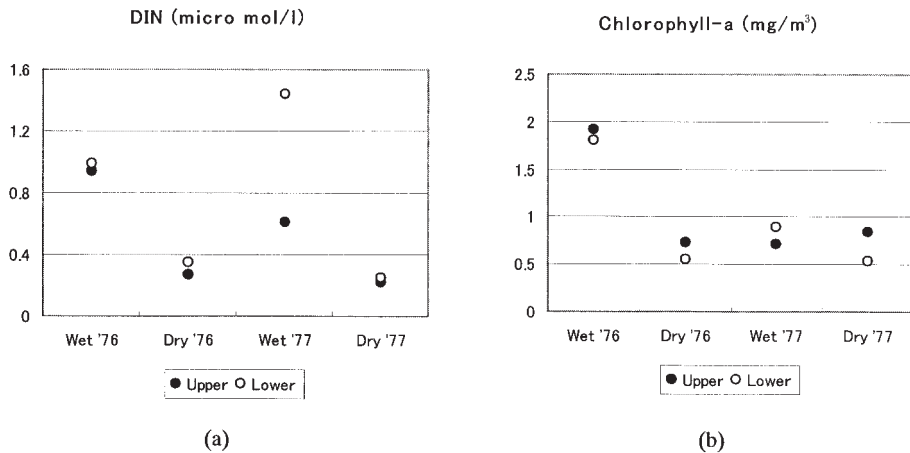 DIN (micro mol/l)
1.6
1.2
0.8
0.4
0
Wet '76 Dry '76 Wet '77 Dry '77
● Upper ○ Lower
(a)
Chlorophyll-a (mg/m³)
2.5
2
1.5
1
0.5
0
Wet '76 Dry '76 Wet '77 Dry '77
● Upper ○ Lower
(b)